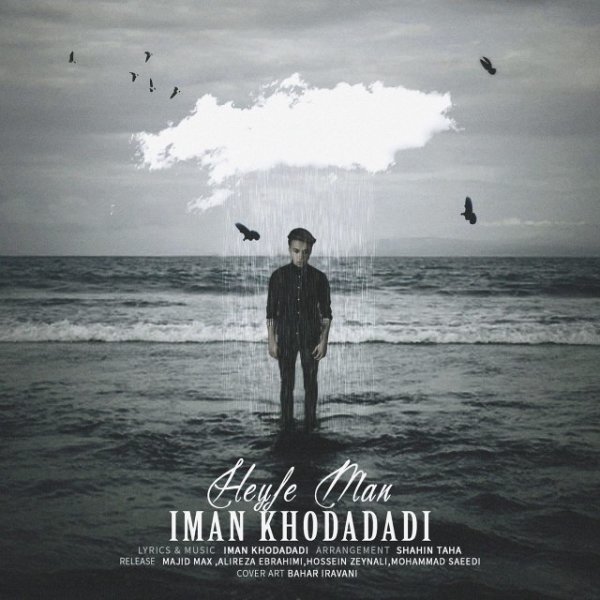 Heyfe Man
IMAN KHODADADI
LYRICS & MUSIC IMAN KHODADADI ARRANGEMENT SHAHIN TAHA
RELEASE MAJID MAX ,ALIREZA EBRAHIMI,HOSSEIN ZEYNALI,MOHAMMAD SAEEDI
COVER ART BAHAR IRAVANI